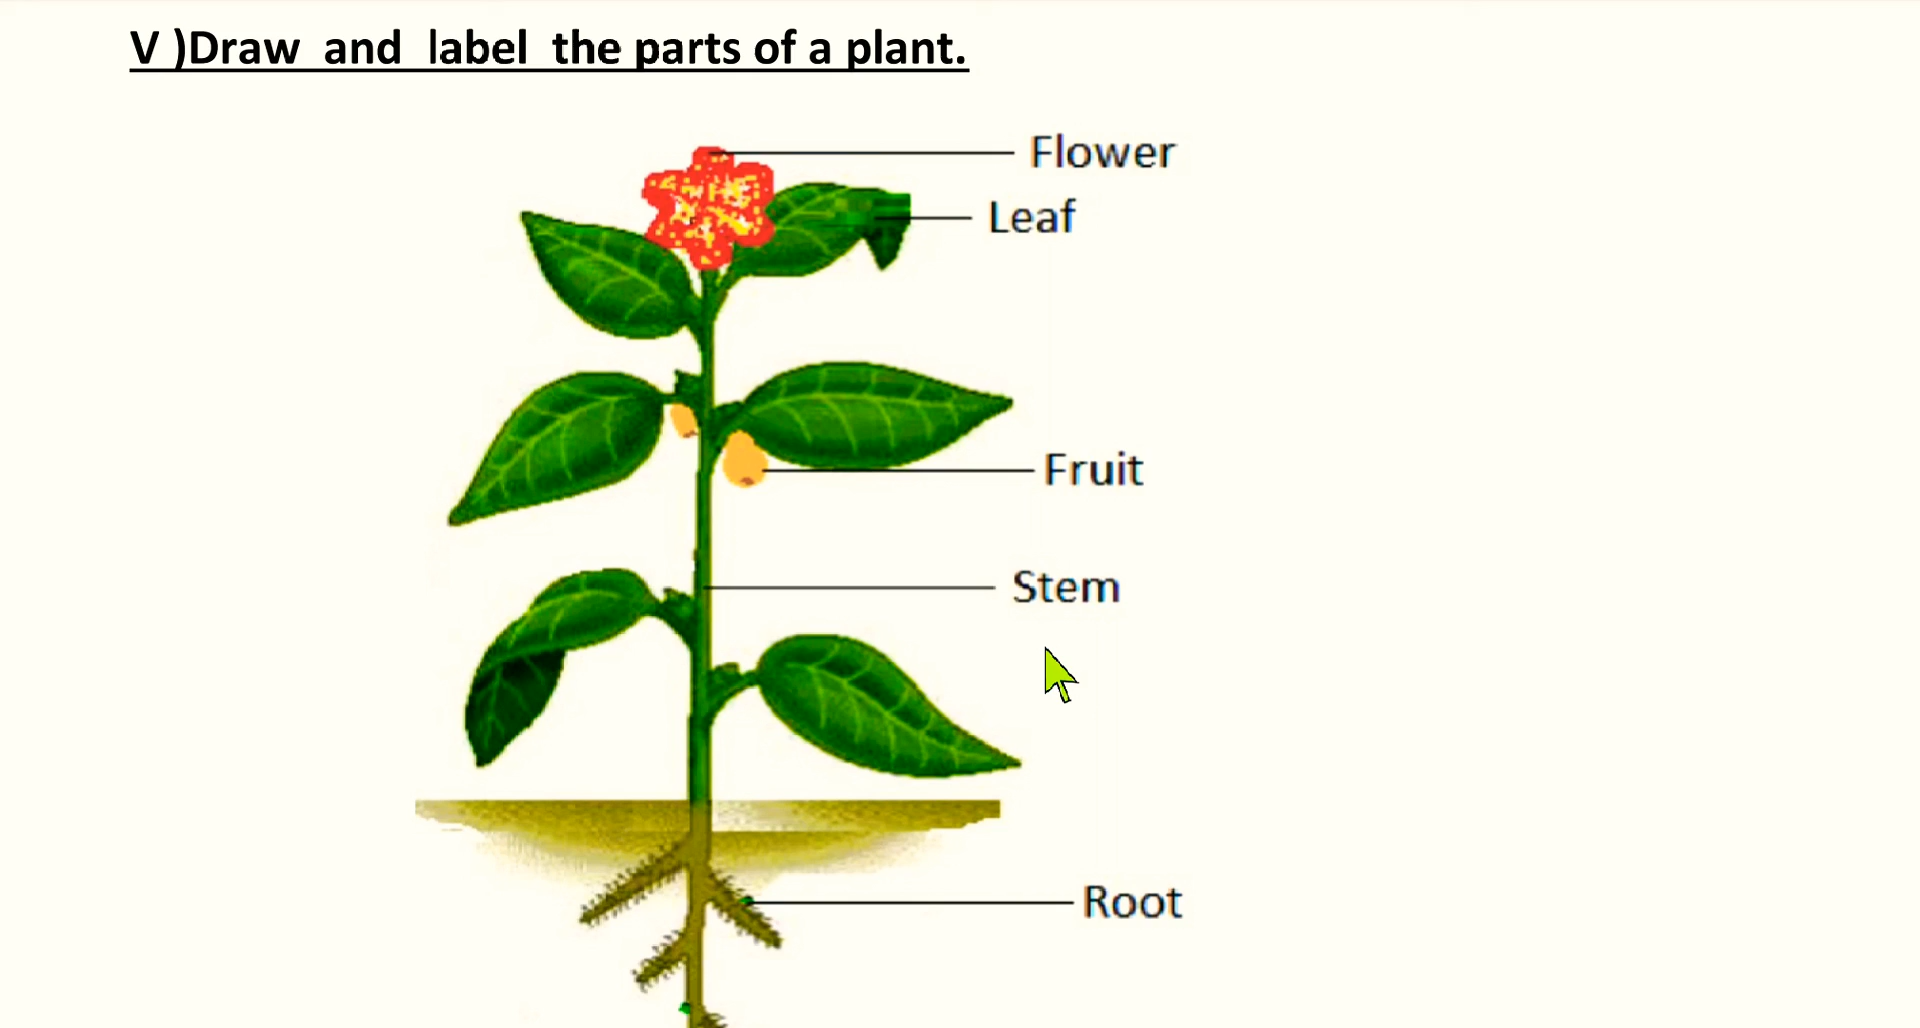 V )Draw and label the parts of a plant.
Flower
Leaf
Fruit
Stem
Root